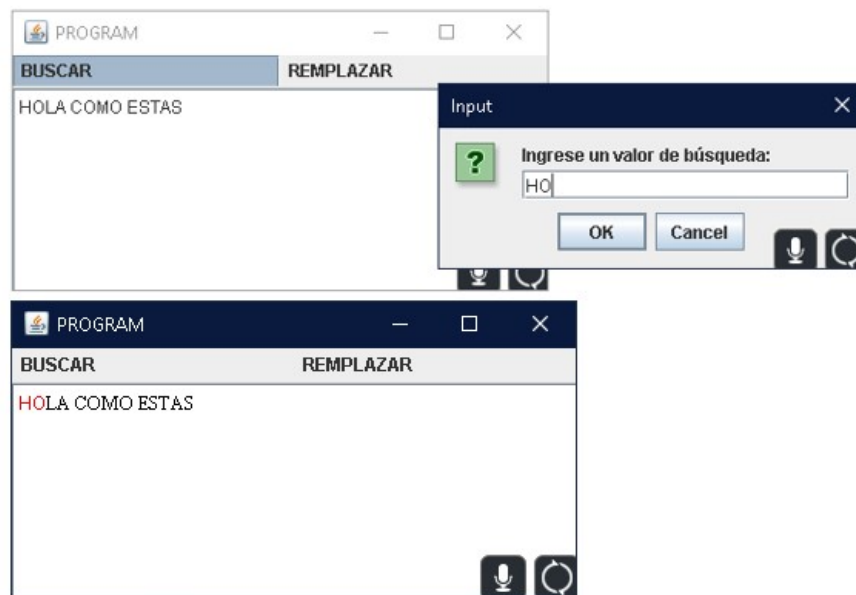 PROGRAM
BUSCAR REMPLAZAR
HOLA COMO ESTAS
Input
Ingrese un valor de búsqueda:
HO
OK Cancel
PROGRAM
BUSCAR REMPLAZAR
HOLA COMO ESTAS